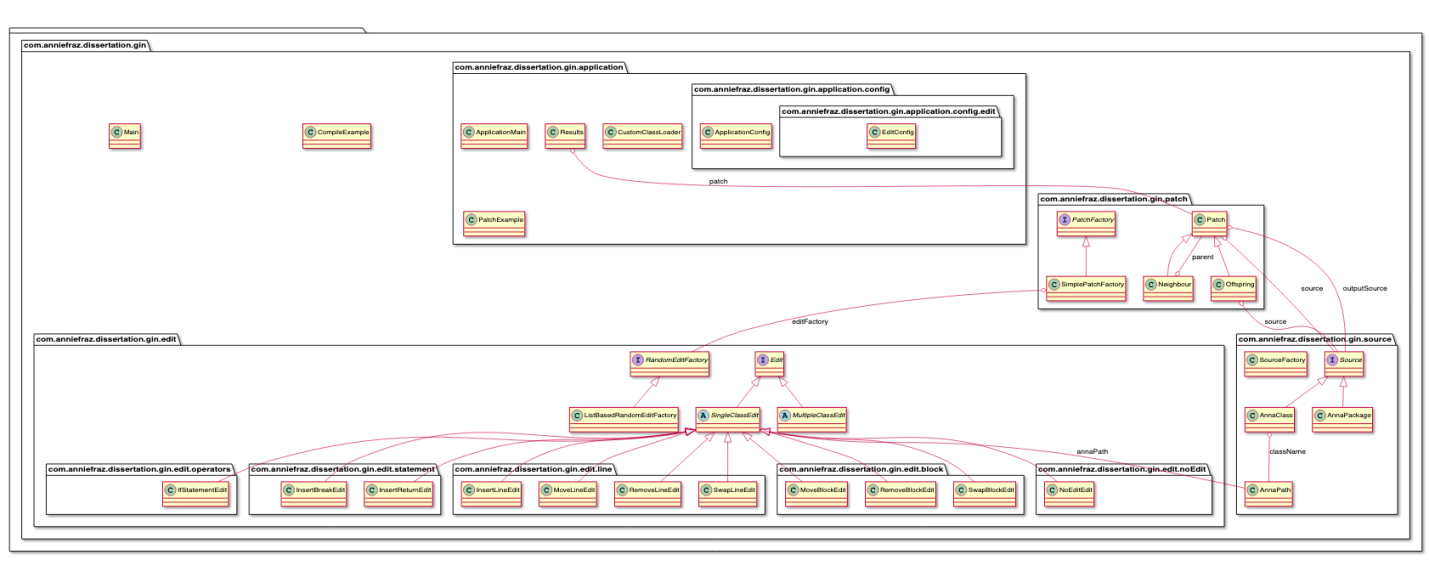 com.anniefraz.dissertation.gin
com.anniefraz.dissertation.gin.application
com.anniefraz.dissertation.gin.application.config
com.anniefraz.dissertation.gin.application.config.edit
C Main
C CompileExample
C ApplicationMain
C Results
C CustomClassLoader
C ApplicationConfig
C EditConfig
patch
com.anniefraz.dissertation.gin.patch
C PatchExample
I PatchFactory
C Patch
parent
C SimplePatchFactory
C Neighbour
C Offspring
source
outputSource
editFactory
source
com.anniefraz.dissertation.gin.edit
com.anniefraz.dissertation.gin.source
I RandomEditFactory
I Edit
C SourceFactory
I Source
C ListBasedRandomEditFactory
A SingleClassEdit
A MultipleClassEdit
C AnnaClass
C AnnaPackage
annaPath
className
com.anniefraz.dissertation.gin.edit.operators
com.anniefraz.dissertation.gin.edit.statement
com.anniefraz.dissertation.gin.edit.line
com.anniefraz.dissertation.gin.edit.block
com.anniefraz.dissertation.gin.edit.noEdit
C IfStatementEdit
C InsertBreakEdit
C InsertReturnEdit
C InsertLineEdit
C MoveLineEdit
C RemoveLineEdit
C SwapLineEdit
C MoveBlockEdit
C RemoveBlockEdit
C SwapBlockEdit
C NoEditEdit
C AnnaPath